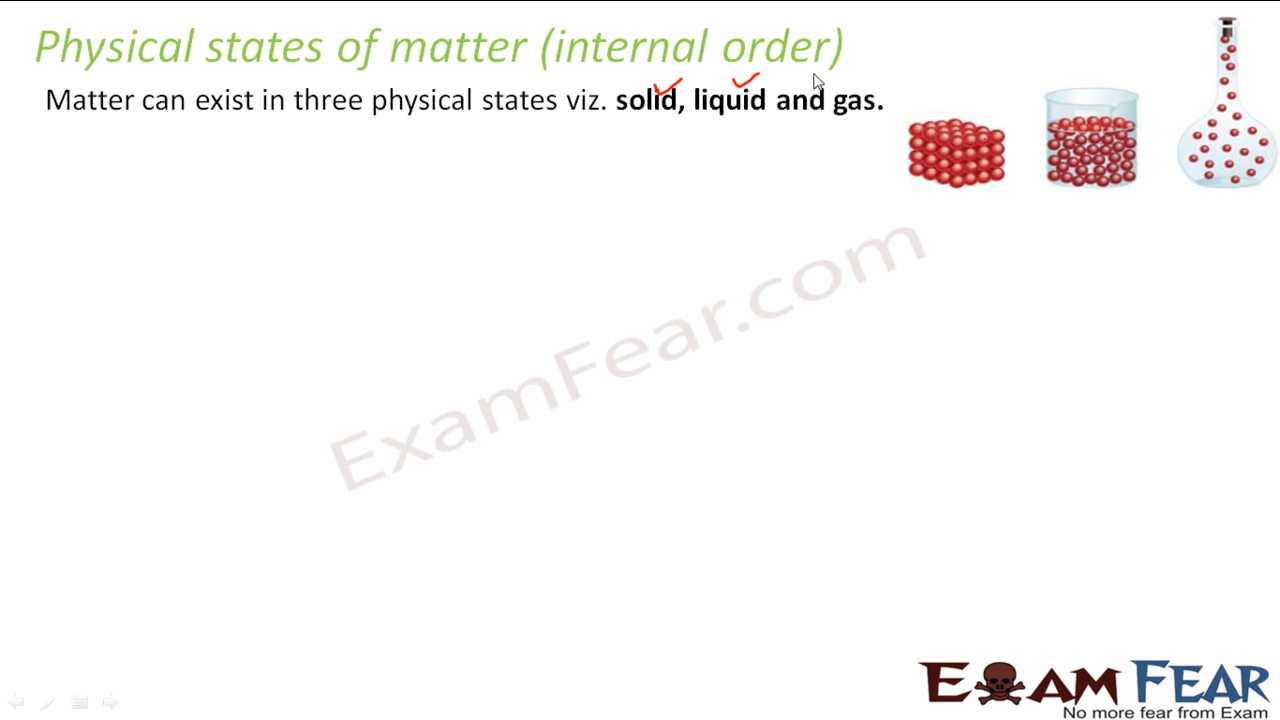 Physical states of matter (internal order)
Matter can exist in three physical states viz. solid, liquid and gas.
ExamFear.com
EXAM FEAR
No more fear from Exam